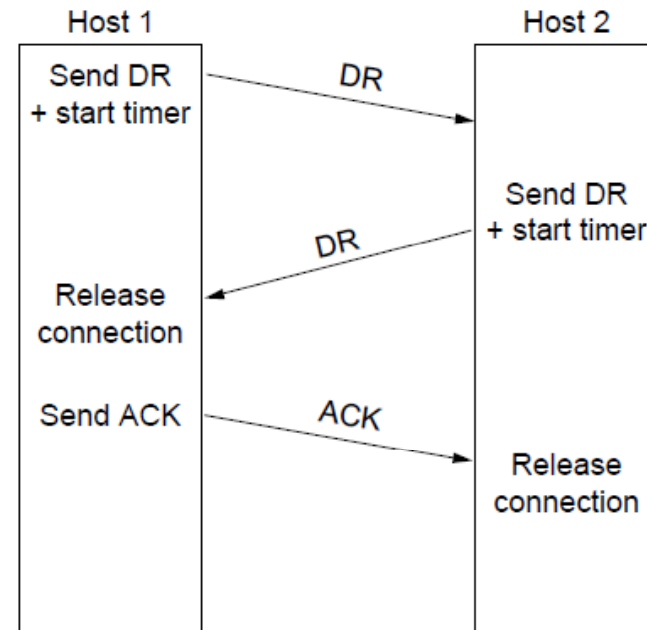 Host 1
Host 2
Send DR
+ start timer
DR
Send DR
+ start timer
DR
Release
connection
Send ACK
ACK
Release
connection